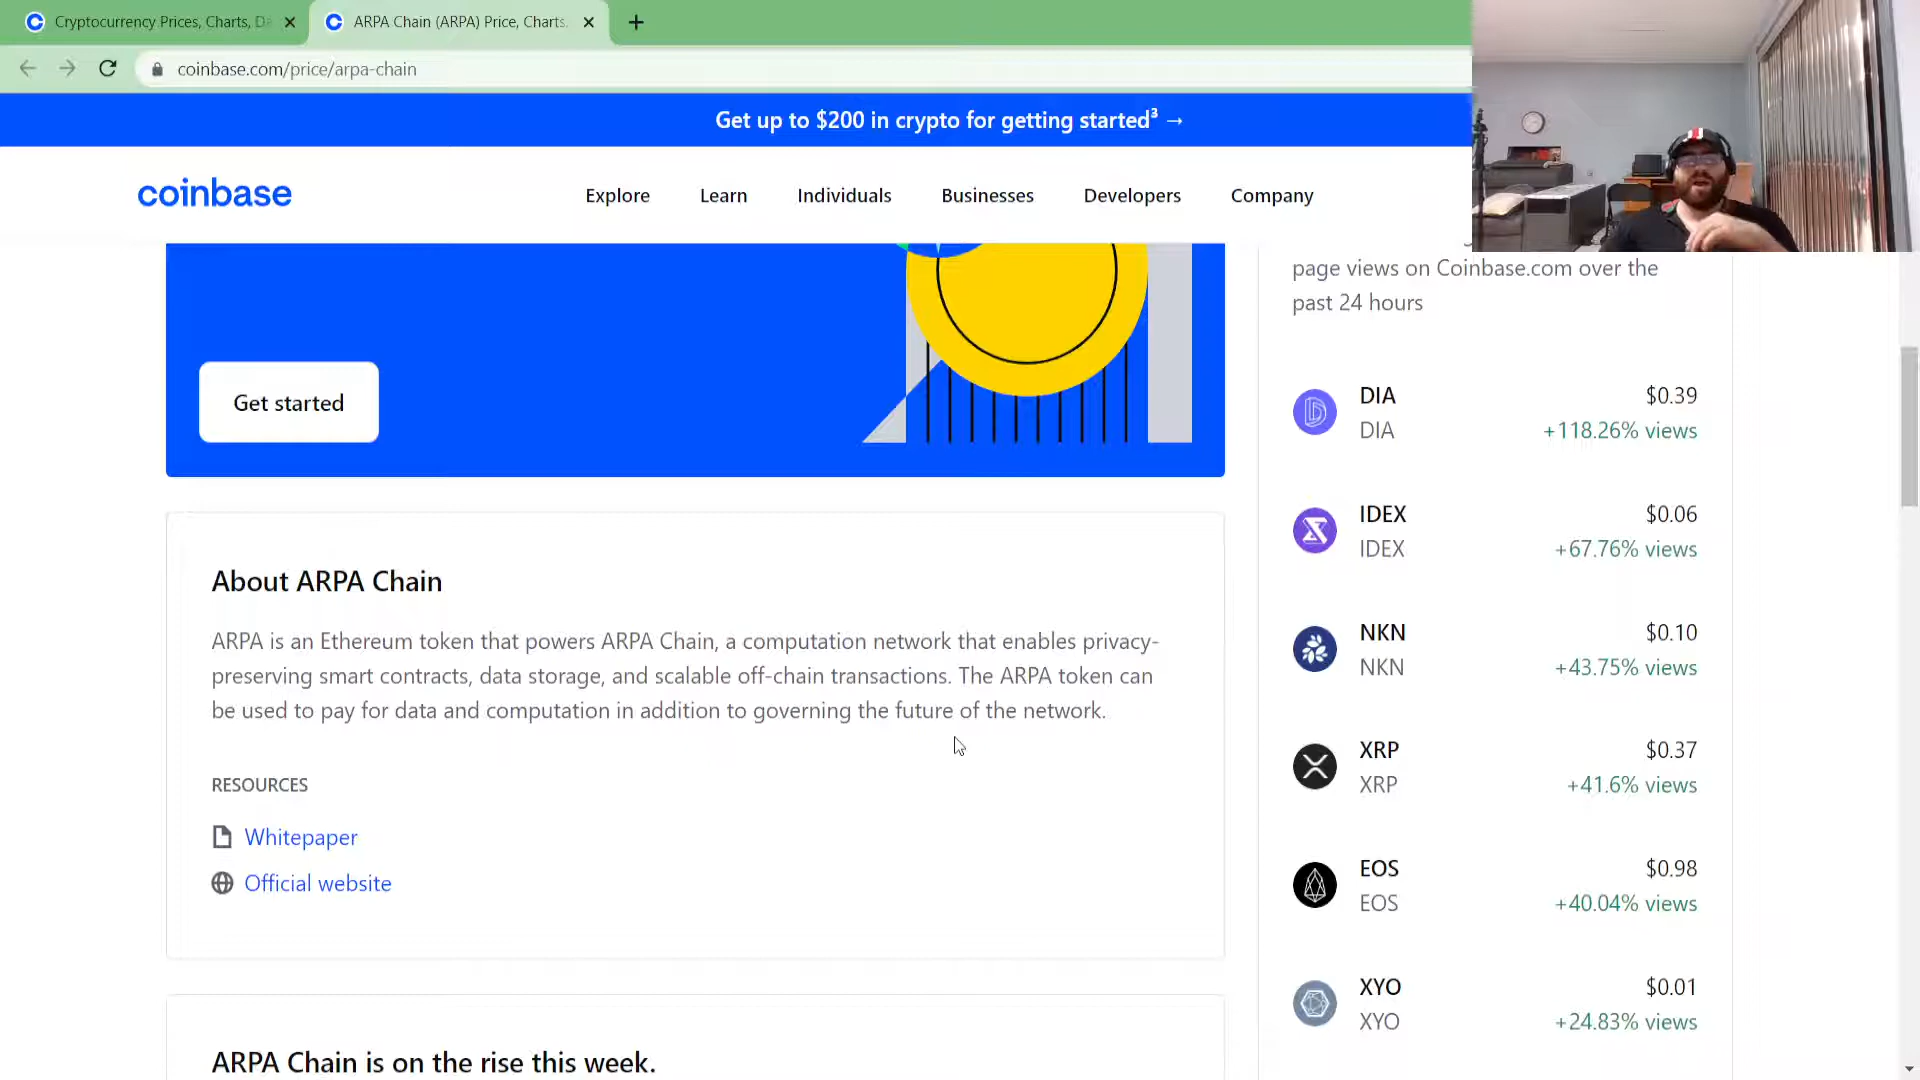 Cryptocurrency Prices, Charts, Da
ARPA Chain (ARPA) Price, Charts,
coinbase.com/price/arpa-chain
Get up to $200 in crypto for getting started³ →
coinbase
Explore
Learn
Individuals
Businesses
Developers
Company
Get started
page views on Coinbase.com over the
past 24 hours
DIA
$0.39
DIA
+118.26% views
IDEX
$0.06
IDEX
+67.76% views
NKN
$0.10
NKN
+43.75% views
XRP
$0.37
XRP
+41.6% views
EOS
$0.98
EOS
+40.04% views
XYO
$0.01
XYO
+24.83% views
About ARPA Chain
ARPA is an Ethereum token that powers ARPA Chain, a computation network that enables privacy-
preserving smart contracts, data storage, and scalable off-chain transactions. The ARPA token can
be used to pay for data and computation in addition to governing the future of the network.
RESOURCES
Whitepaper
Official website
ARPA Chain is on the rise this week.